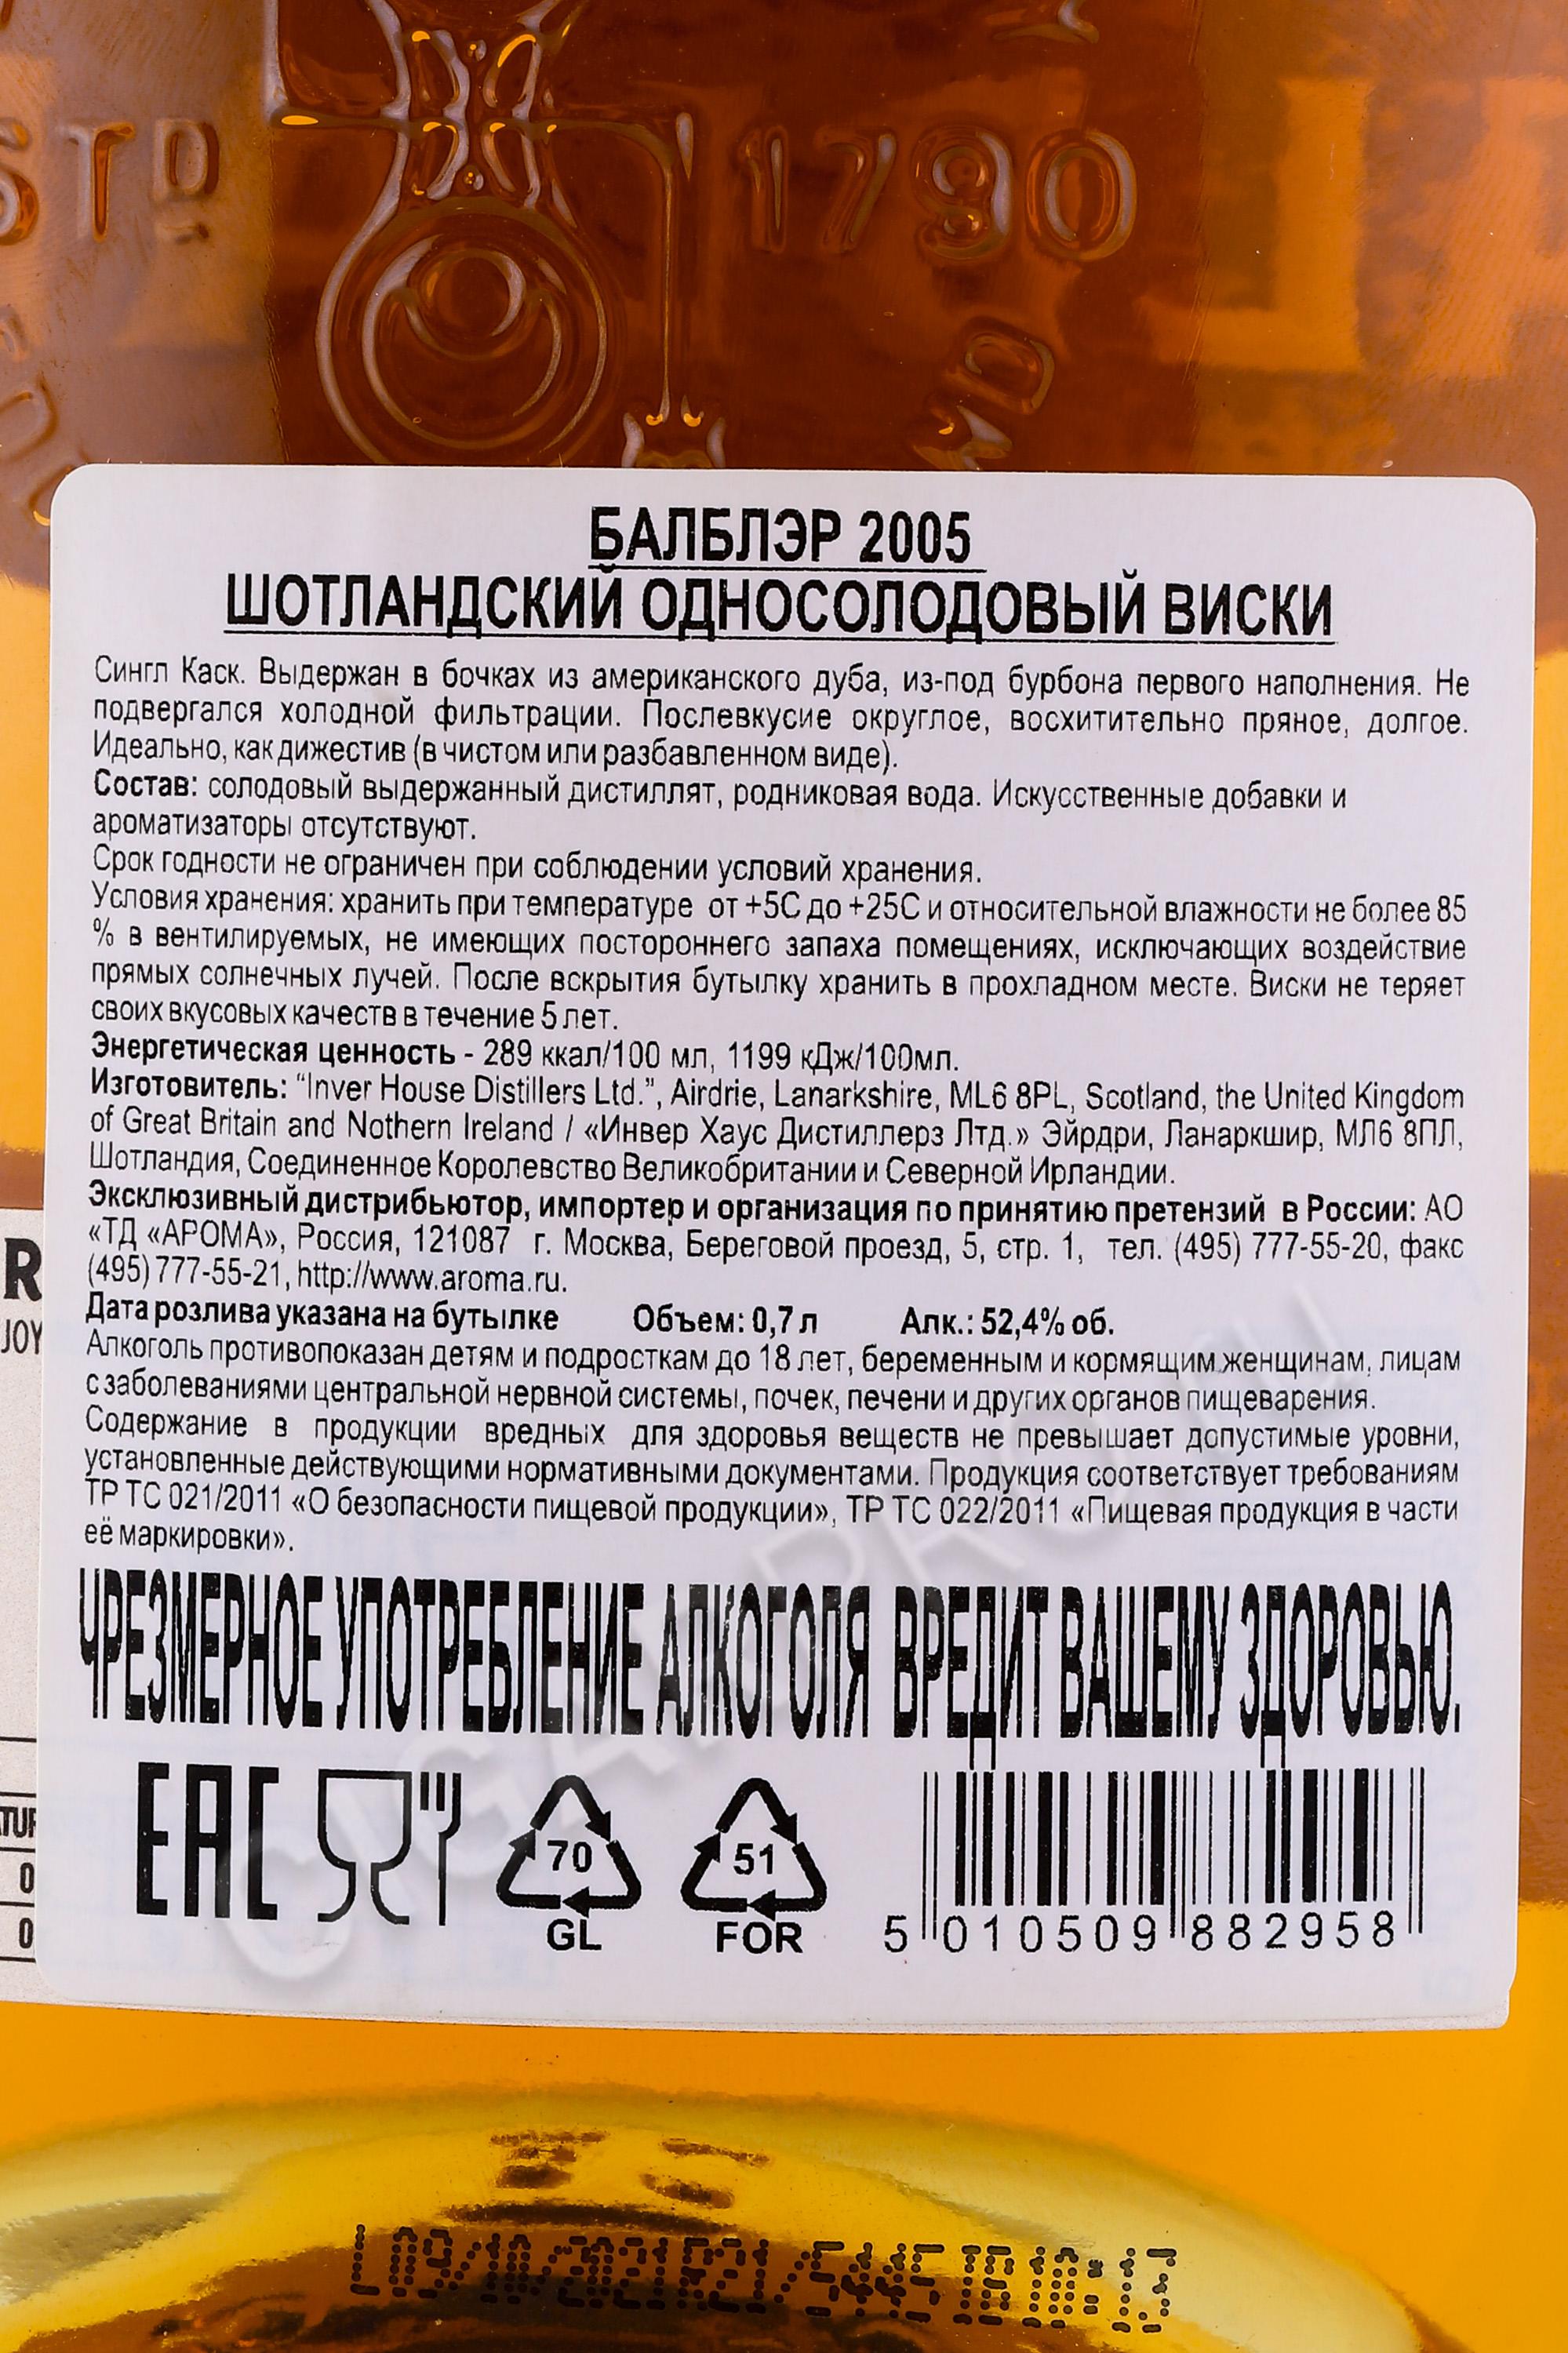 STD 1790
БАЛБЛЭР 2005
ШОТЛАНДСКИЙ ОДНОСОЛОДОВЫЙ ВИСКИ
Сингл Каск. Выдержан в бочках из американского дуба, из-под бурбона первого наполнения. Не
подвергался холодной фильтрации. Послевкусие округлое, восхитительно пряное, долгое.
Идеально, как дижестив (в чистом или разбавленном виде).
Состав: солодовый выдержанный дистиллят, родниковая вода. Искусственные добавки и
ароматизаторы отсутствуют.
Срок годности не ограничен при соблюдении условий хранения.
Условия хранения: хранить при температуре от +5С до +25С и относительной влажности не более 85
% в вентилируемых, не имеющих постороннего запаха помещениях, исключающих воздействие
прямых солнечных лучей. После вскрытия бутылку хранить в прохладном месте. Виски не теряет
своих вкусовых качеств в течение 5 лет.
Энергетическая ценность - 289 ккал/100 мл, 1199 кДж/100мл.
Изготовитель: “Inver House Distillers Ltd.”, Airdrie, Lanarkshire, ML6 8PL, Scotland, the United Kingdom
of Great Britain and Nothern Ireland / «Инвер Хаус Дистиллерз Лтд.» Эйрдри, Ланаркшир, МЛ6 8ПЛ,
Шотландия, Соединенное Королевство Великобритании и Северной Ирландии.
Эксклюзивный дистрибьютор, импортер и организация по принятию претензий в России: АО
«ТД «АРОМА», Россия, 121087 г. Москва, Береговой проезд, 5, стр. 1, тел. (495) 777-55-20, факс
(495) 777-55-21, http://www.aroma.ru.
Дата розлива указана на бутылке Объем: 0,7 л Алк.: 52,4% об.
Алкоголь противопоказан детям и подросткам до 18 лет, беременным и кормящим женщинам, лицам
с заболеваниями центральной нервной системы, почек, печени и других органов пищеварения.
Содержание в продукции вредных для здоровья веществ не превышает допустимые уровни,
установленные действующими нормативными документами. Продукция соответствует требованиям
ТР ТС 021/2011 «О безопасности пищевой продукции», ТР ТС 022/2011 «Пищевая продукция в части
её маркировки».
ЧРЕЗМЕРНОЕ УПОТРЕБЛЕНИЕ АЛКОГОЛЯ ВРЕДИТ ВАШЕМУ ЗДОРОВЬЮ.
EAC 70 51
GL FOR 5 010509 882958
R
JOY
TUR
0
0
CIGARPRO.ru